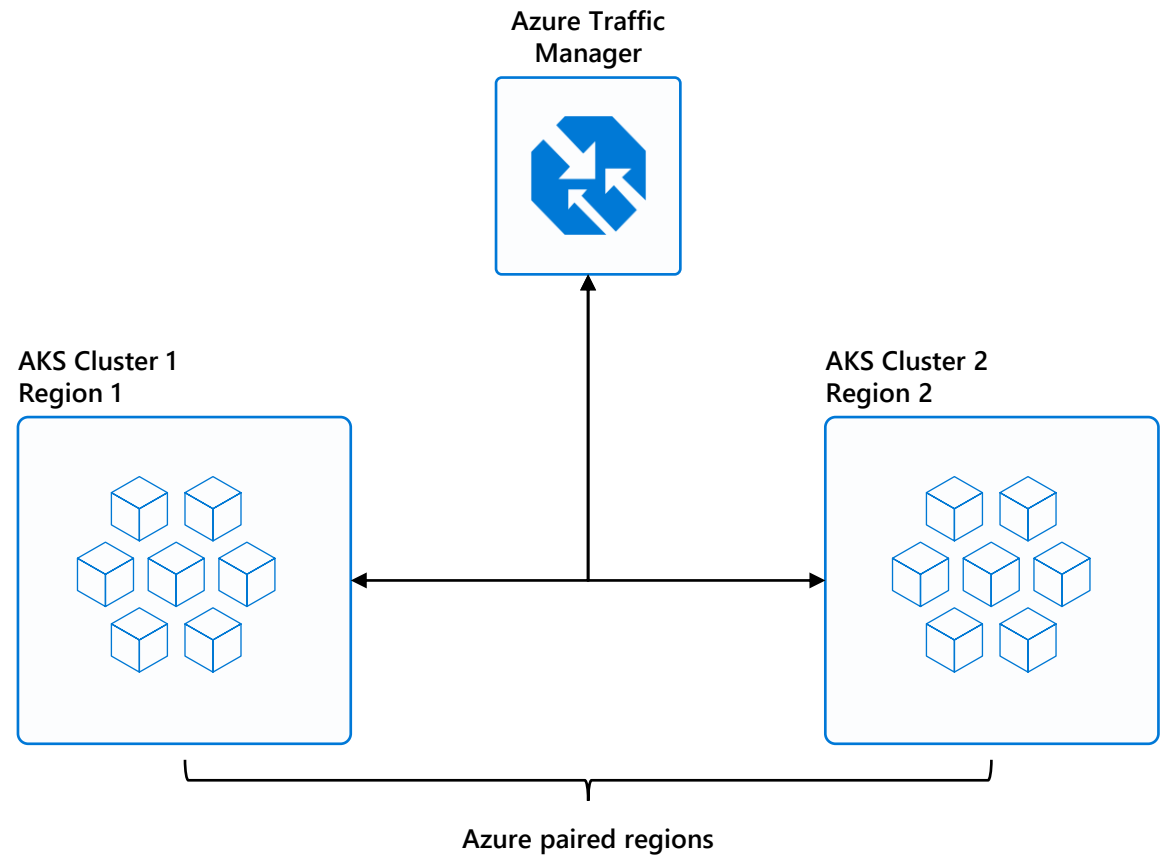 Azure Traffic
Manager
AKS Cluster 1
Region 1
AKS Cluster 2
Region 2
Azure paired regions